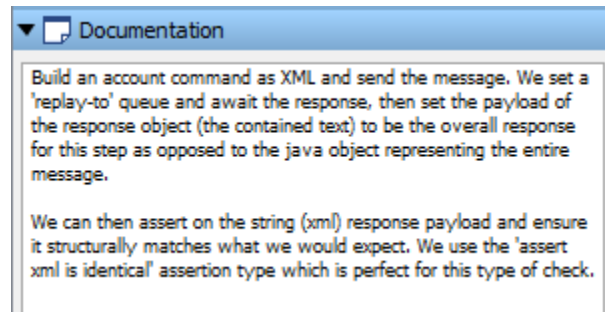 Documentation
Build an account command as XML and send the message. We set a
'replay-to' queue and await the response, then set the payload of
the response object (the contained text) to be the overall response
for this step as opposed to the java object representing the entire
message.
We can then assert on the string (xml) response payload and ensure
it structurally matches what we would expect. We use the 'assert
xml is identical' assertion type which is perfect for this type of check.